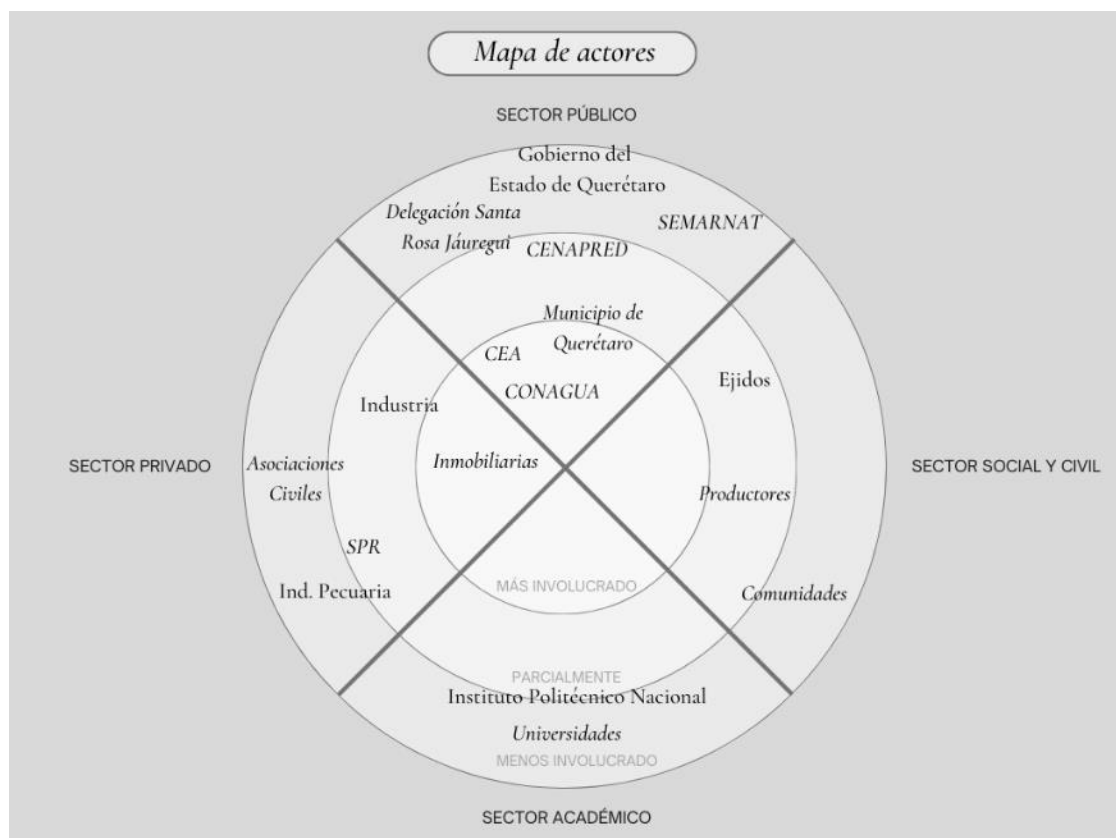 Mapa de actores
SECTOR PÚBLICO
Gobierno del
Estado de Querétaro
Delegación Santa
Rosa Jáuregui
SEMARNAT
CENAPRED
Municipio de
Querétaro
CEA
CONAGUA
Industria
Ejidos
Inmobiliarias
SECTOR PRIVADO
Asociaciones
Civiles
SECTOR SOCIAL Y CIVIL
Productores
SPR
Ind. Pecuaria
MÁS INVOLUCRADO
Comunidades
PARCIALMENTE
Instituto Politécnico Nacional
Universidades
MENOS INVOLUCRADO
SECTOR ACADÉMICO